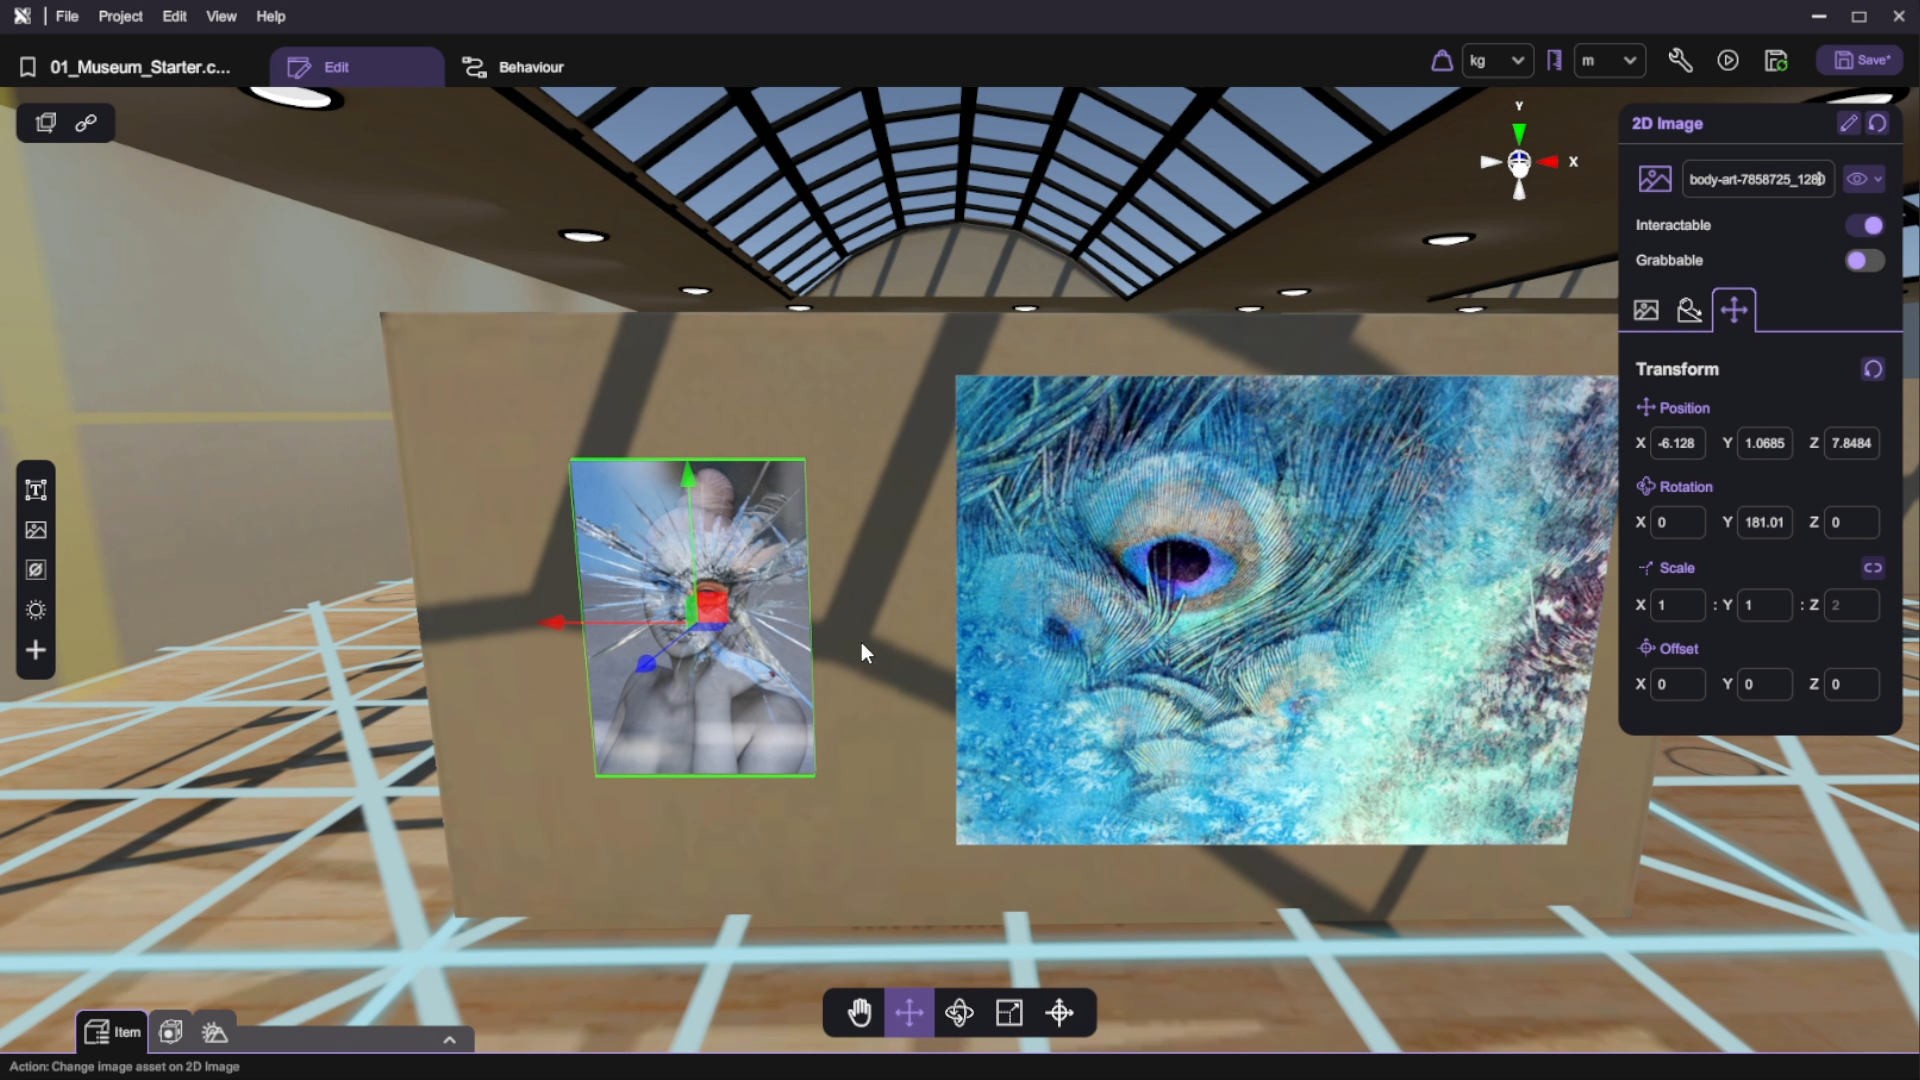 File Project Edit View Help
01_Museum_Starter.c... Edit Behaviour kg m Save*
Y
X
2D Image
body-art-7858725_1280
Interactable
Grabbable
Transform
Position
X -6.128 Y 1.0685 Z 7.8484
Rotation
X 0 Y 181.01 Z 0
Scale
X 1 : Y 1 : Z 2
Offset
X 0 Y 0 Z 0
Item
Action: Change image asset on 2D Image